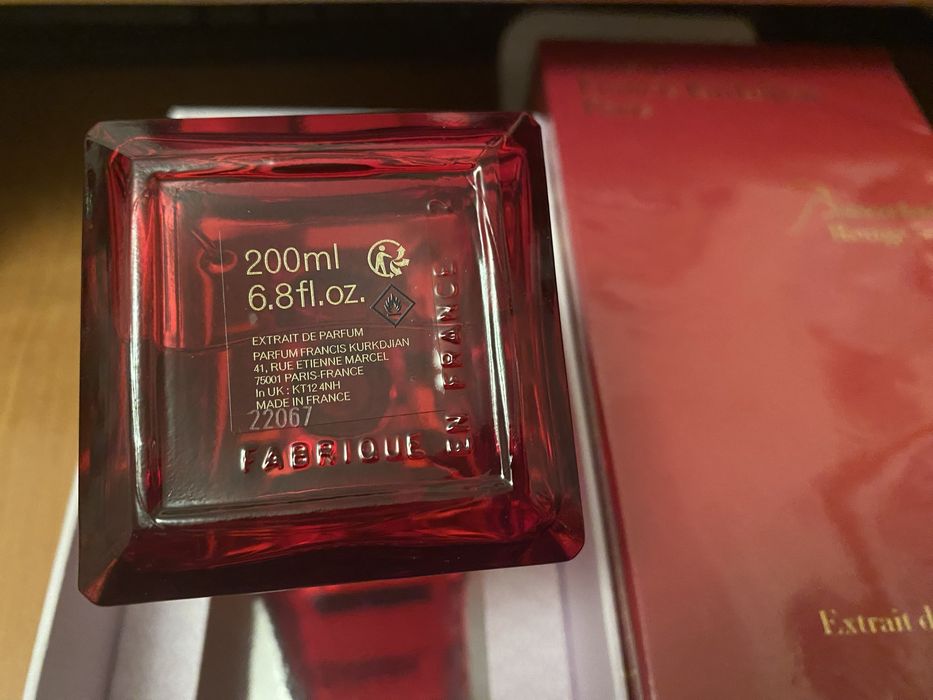 200ml
6.8fl.oz.
EXTRAIT DE PARFUM
PARFUM FRANCIS KURKDJIAN
41, RUE ETIENNE MARCEL
75001 PARIS-FRANCE
In UK : KT12 4NH
MADE IN FRANCE
22067
FABRIQUE EN FRANCE 2
Extrait d